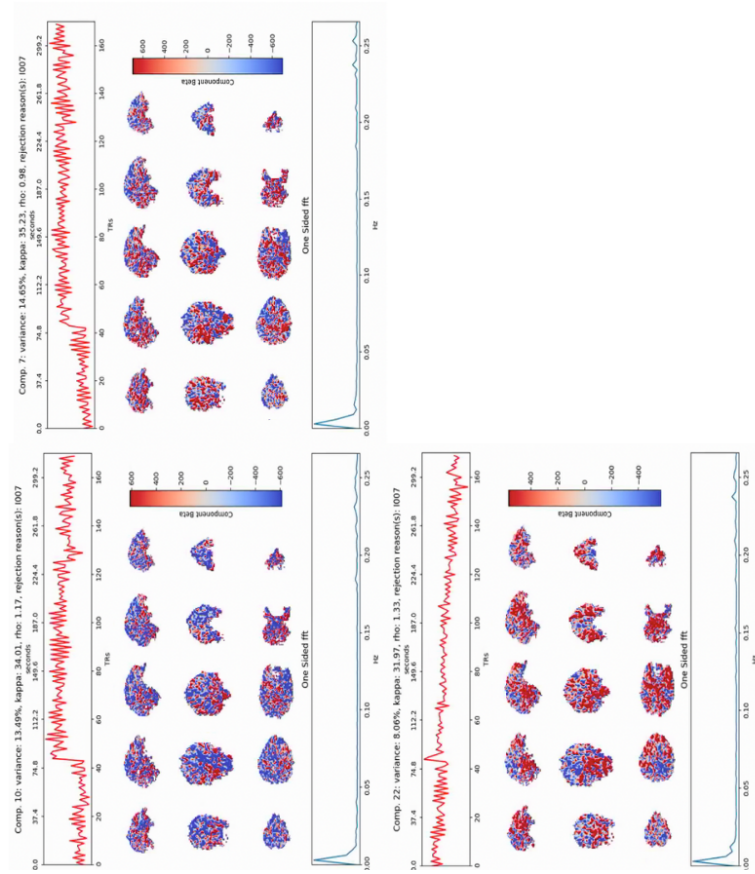 Comp. 7: variance: 14.65%, kappa: 35.23, rho: 0.98, rejection reason(s): I007
seconds
0.0 37.4 74.8 112.2 149.6 187.0 224.4 261.8 299.2
0 20 40 60 80 100 120 140 160
TRs
600 400 200 0 −200 −400 −600
Component Beta
One Sided fft
0.00 0.05 0.10 0.15 0.20 0.25
Hz
Comp. 10: variance: 13.49%, kappa: 34.01, rho: 1.17, rejection reason(s): I007
seconds
0.0 37.4 74.8 112.2 149.6 187.0 224.4 261.8 299.2
0 20 40 60 80 100 120 140 160
TRs
600 400 200 0 −200 −400 −600
Component Beta
One Sided fft
0.00 0.05 0.10 0.15 0.20 0.25
Hz
Comp. 22: variance: 8.06%, kappa: 31.97, rho: 1.33, rejection reason(s): I007
seconds
0.0 37.4 74.8 112.2 149.6 187.0 224.4 261.8 299.2
0 20 40 60 80 100 120 140 160
TRs
400 200 0 −200 −400
Component Beta
One Sided fft
0.00 0.05 0.10 0.15 0.20 0.25
Hz